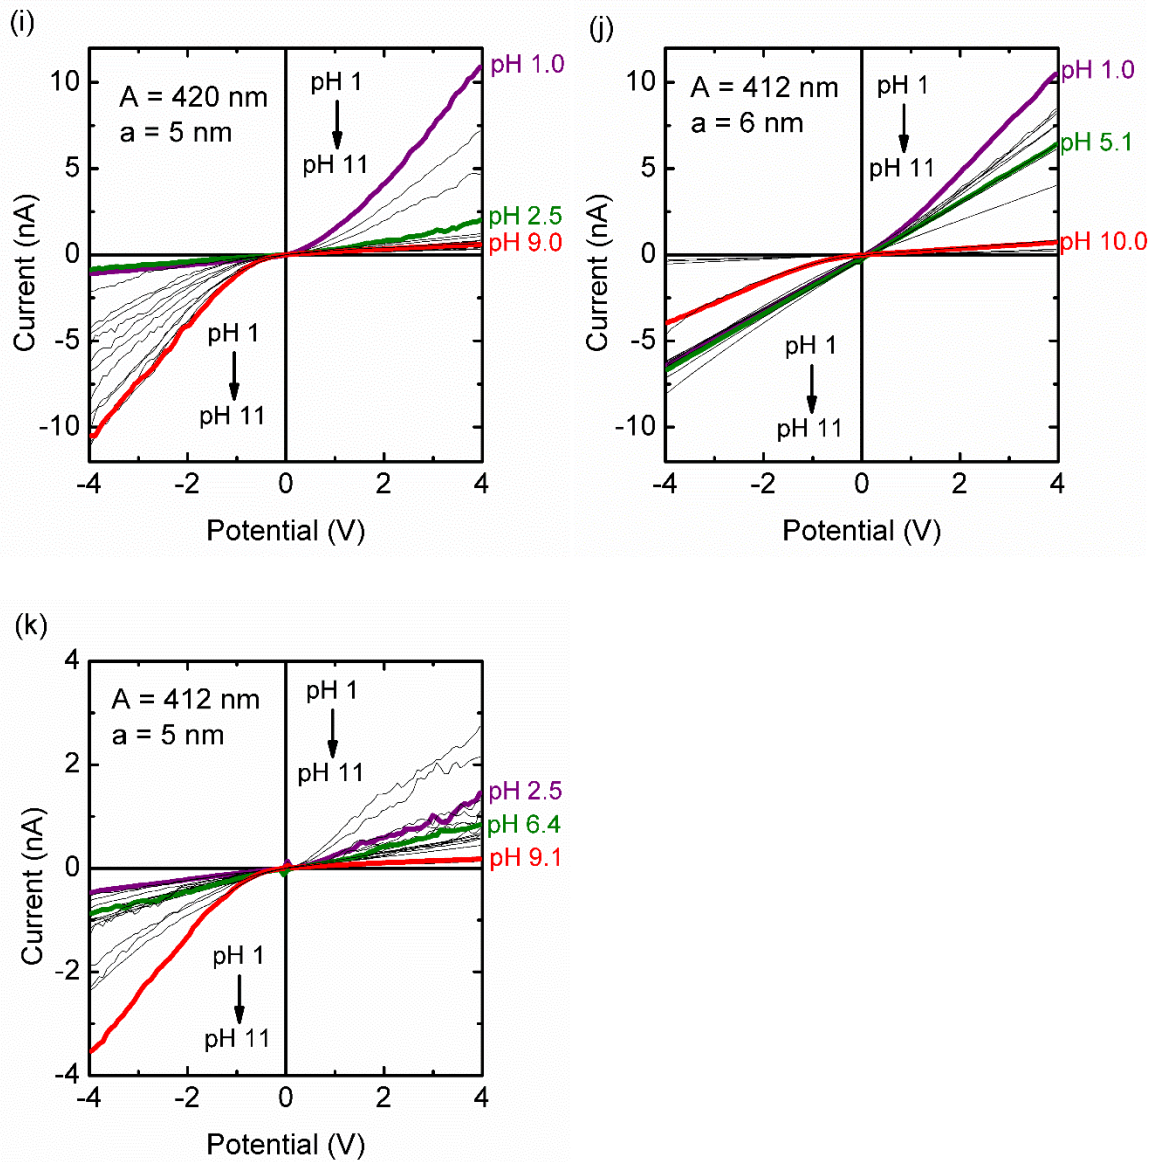 (i)
10
5
0
-5
-10
Current (nA)
A = 420 nm
a = 5 nm
pH 1
pH 11
pH 1.0
pH 2.5
pH 9.0
pH 1
pH 11
-4
-2
0
2
4
Potential (V)
(j)
10
5
0
-5
-10
Current (nA)
A = 412 nm
a = 6 nm
pH 1
pH 11
pH 1.0
pH 5.1
pH 10.0
pH 1
pH 11
-4
-2
0
2
4
Potential (V)
(k)
4
2
0
-2
-4
Current (nA)
A = 412 nm
a = 5 nm
pH 1
pH 11
pH 2.5
pH 6.4
pH 9.1
pH 1
pH 11
-4
-2
0
2
4
Potential (V)